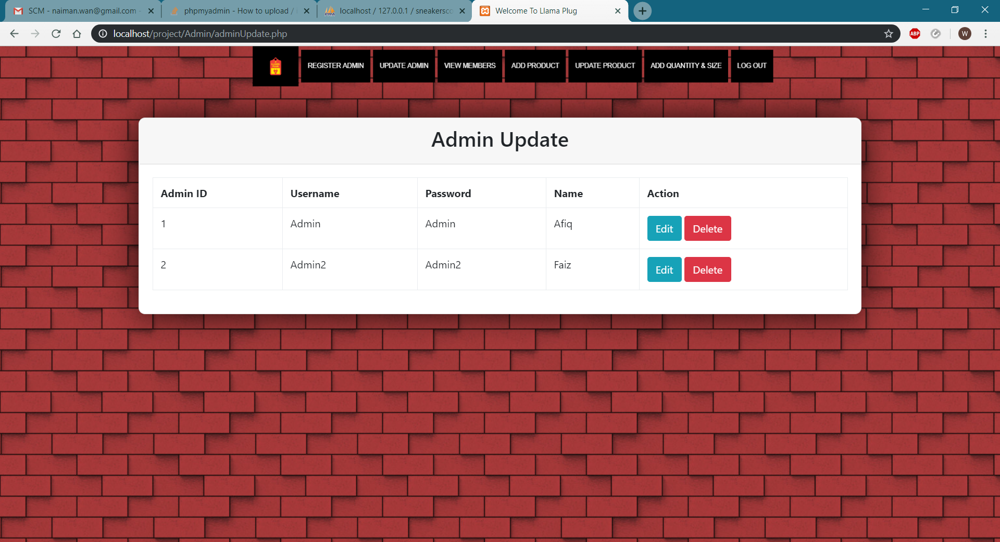 SCM - naiman.wan@gmail.com - phpmyadmin - How to upload / localhost / 127.0.0.1 / sneakersco Welcome To Llama Plug
localhost/project/Admin/adminUpdate.php ABP W
LLAMA PLUG REGISTER ADMIN UPDATE ADMIN VIEW MEMBERS ADD PRODUCT UPDATE PRODUCT ADD QUANTITY & SIZE LOG OUT
Admin Update
Admin ID Username Password Name Action
1 Admin Admin Afiq Edit Delete
2 Admin2 Admin2 Faiz Edit Delete